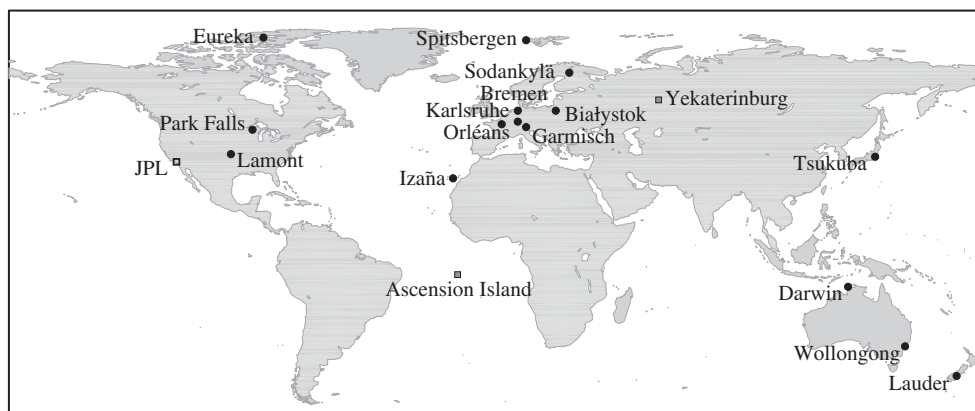 Eureka
Spitsbergen
Sodankylä
Bremen
Yekaterinburg
Karlsruhe
Białystok
Park Falls
Orléans
Garmisch
JPL
Lamont
Tsukuba
Izaña
Ascension Island
Darwin
Wollongong
Lauder